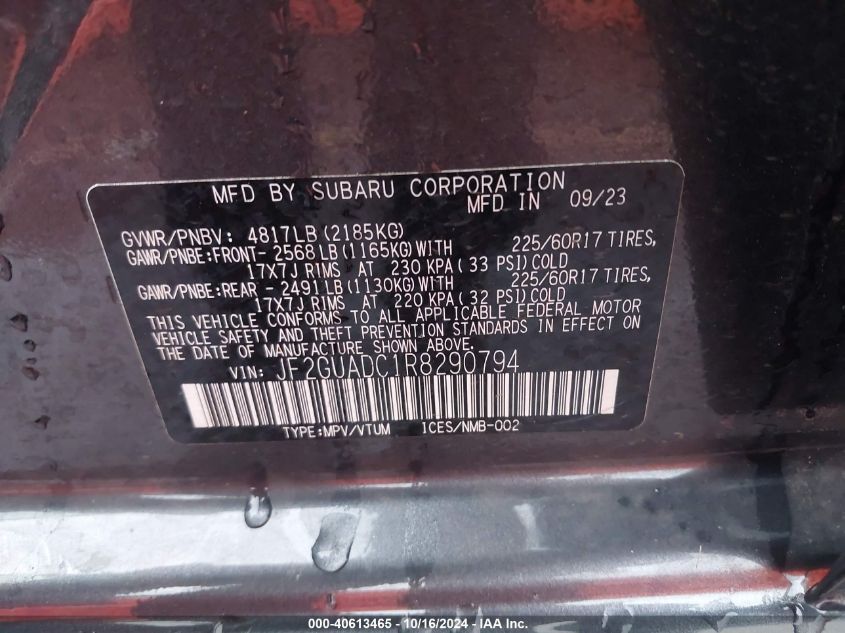 MFD BY SUBARU CORPORATION
MFD IN 09/23
GVWR/PNBV: 4817LB(2185KG)
GAWR/PNBE:FRONT- 2568LB(1165KG)WITH 225/60R17 TIRES,
17X7J RIMS AT 230 KPA( 33 PSI)COLD
GAWR/PNBE:REAR - 2491LB(1130KG)WITH 225/60R17 TIRES,
17X7J RIMS AT 220 KPA( 32 PSI)COLD
THIS VEHICLE CONFORMS TO ALL APPLICABLE FEDERAL MOTOR
VEHICLE SAFETY AND THEFT PREVENTION STANDARDS IN EFFECT ON
THE DATE OF MANUFACTURE SHOWN ABOVE.
VIN: JF2GUADC1R8290794
TYPE:MPV/VTUM ICES/NMB-002
000-40613465 - 10/16/2024 - © IAA, Inc.